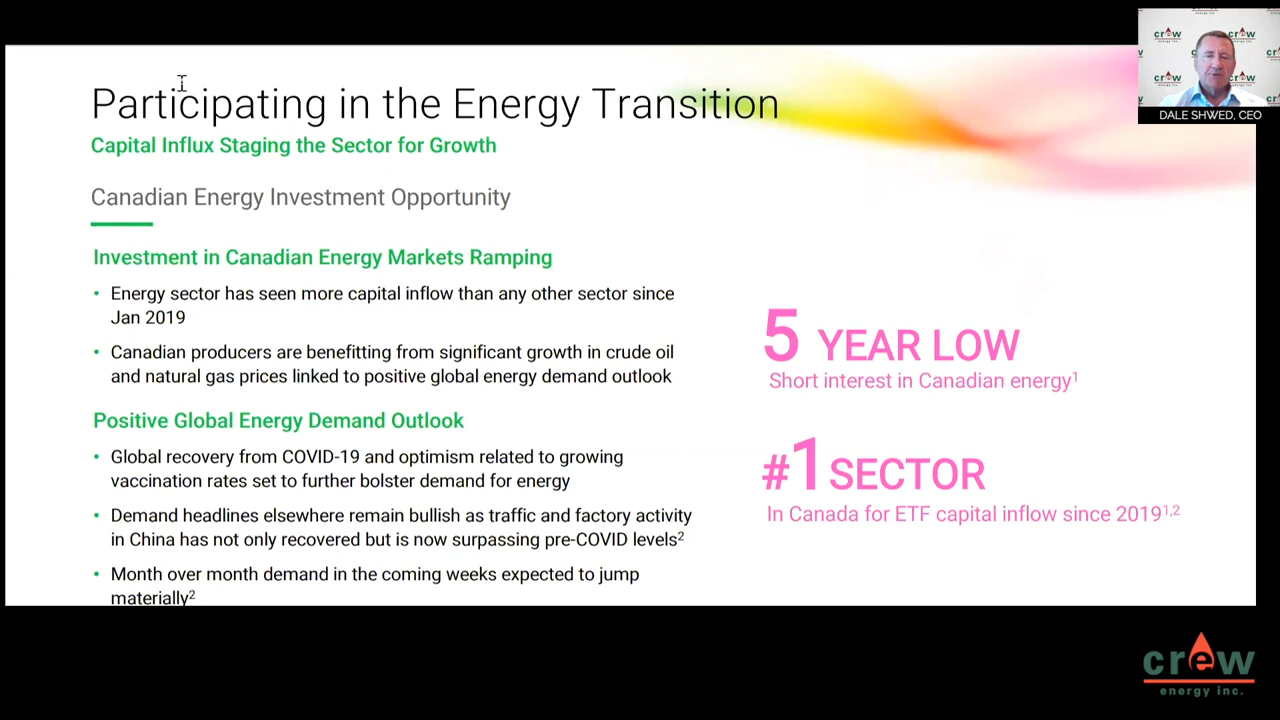 Participating in the Energy Transition
Capital Influx Staging the Sector for Growth
Canadian Energy Investment Opportunity
Investment in Canadian Energy Markets Ramping
• Energy sector has seen more capital inflow than any other sector since
Jan 2019
• Canadian producers are benefitting from significant growth in crude oil
and natural gas prices linked to positive global energy demand outlook
Positive Global Energy Demand Outlook
• Global recovery from COVID-19 and optimism related to growing
vaccination rates set to further bolster demand for energy
• Demand headlines elsewhere remain bullish as traffic and factory activity
in China has not only recovered but is now surpassing pre-COVID levels²
• Month over month demand in the coming weeks expected to jump
materially²
5 YEAR LOW
Short interest in Canadian energy¹
#1 SECTOR
In Canada for ETF capital inflow since 2019¹,²
crew
crew
crew
crew
DALE SHWED, CEO
crew
energy inc.